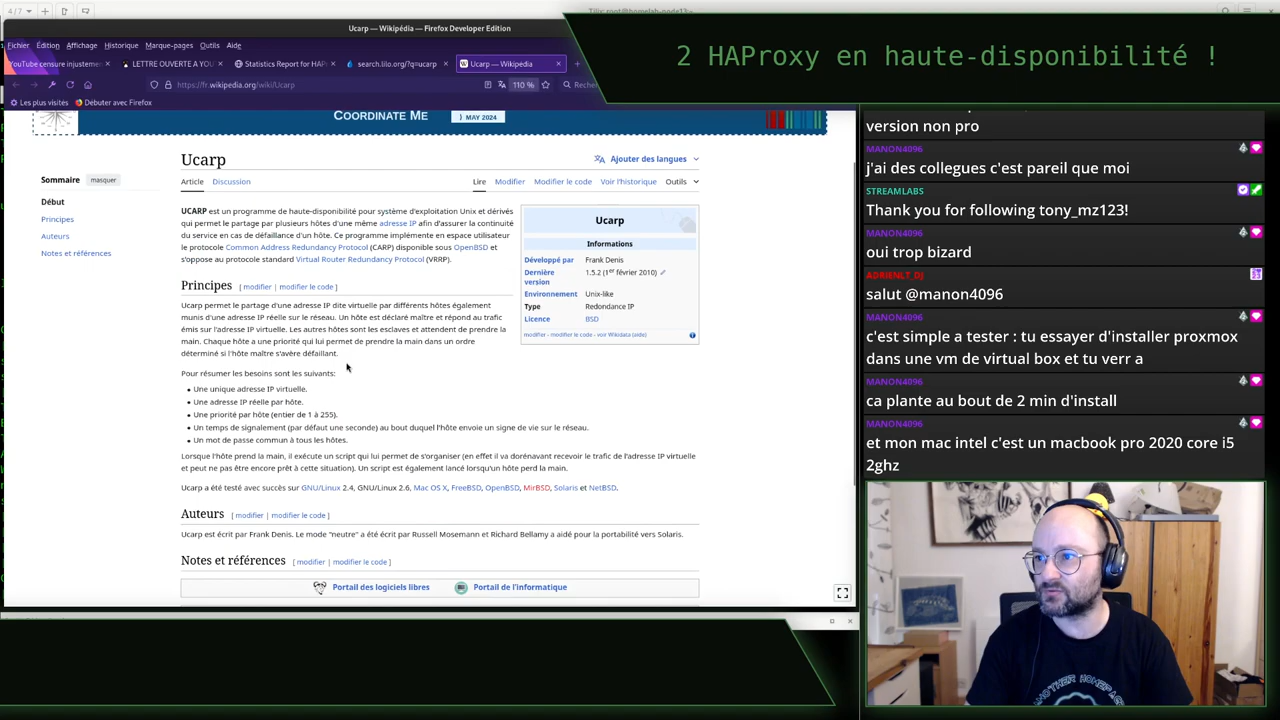 4/7
Ucarp — Wikipédia — Firefox Developer Edition
Fichier Édition Affichage Historique Marque-pages Outils Aide
YouTube censure injustemen
LETTRE OUVERTE A YOU
Statistics Report for HAP
search.lilo.org/?q=ucarp
Ucarp — Wikipédia
https://fr.wikipedia.org/wiki/Ucarp
110 %
Recher
Les plus visités Débuter avec Firefox
2 HAProxy en haute-disponibilité !
COORDINATE ME
MAY 2024
Ucarp
Ajouter des langues
Article Discussion
Lire Modifier Modifier le code Voir l'historique Outils
Sommaire masquer
Début
Principes
Auteurs
Notes et références
UCARP est un programme de haute-disponibilité pour système d'exploitation Unix et dérivés
qui permet le partage par plusieurs hôtes d'une même adresse IP afin d'assurer la continuité
du service en cas de défaillance d'un hôte. Ce programme implémente en espace utilisateur
le protocole Common Address Redundancy Protocol (CARP) disponible sous OpenBSD et
s'oppose au protocole standard Virtual Router Redundancy Protocol (VRRP).
Ucarp
Informations
Développé par Frank Denis
Dernière version 1.5.2 (1er février 2010)
Environnement Unix-like
Type Redondance IP
Licence BSD
modifier - modifier le code - voir Wikidata (aide)
Principes [ modifier | modifier le code ]
Ucarp permet le partage d'une adresse IP dite virtuelle par différents hôtes également
munis d'une adresse IP réelle sur le réseau. Un hôte est déclaré maître et répond au trafic
émis sur l'adresse IP virtuelle. Les autres hôtes sont les esclaves et attendent de prendre la
main. Chaque hôte a une priorité qui lui permet de prendre la main dans un ordre
déterminé si l'hôte maître s'avère défaillant.
Pour résumer les besoins sont les suivants:
Une unique adresse IP virtuelle.
Une adresse IP réelle par hôte.
Une priorité par hôte (entier de 1 à 255).
Un temps de signalement (par défaut une seconde) au bout duquel l'hôte envoie un signe de vie sur le réseau.
Un mot de passe commun à tous les hôtes.
Lorsque l'hôte prend la main, il exécute un script qui lui permet de s'organiser (en effet il va dorénavant recevoir le trafic de l'adresse IP virtuelle
et peut ne pas être encore prêt à cette situation). Un script est également lancé lorsqu'un hôte perd la main.
Ucarp a été testé avec succès sur GNU/Linux 2.4, GNU/Linux 2.6, Mac OS X, FreeBSD, OpenBSD, MirBSD, Solaris et NetBSD.
Auteurs [ modifier | modifier le code ]
Ucarp est écrit par Frank Denis. Le mode "neutre" a été écrit par Russell Mosemann et Richard Bellamy a aidé pour la portabilité vers Solaris.
Notes et références [ modifier | modifier le code ]
Portail des logiciels libres Portail de l'informatique
version non pro
MANON4096
j'ai des collegues c'est pareil que moi
STREAMLABS
Thank you for following tony_mz123!
MANON4096
oui trop bizard
ADRIENLT_DJ
salut @manon4096
MANON4096
c'est simple a tester : tu essayer d'installer proxmox
dans une vm de virtual box et tu verr a
MANON4096
ca plante au bout de 2 min d'install
MANON4096
et mon mac intel c'est un macbook pro 2020 core i5
2ghz